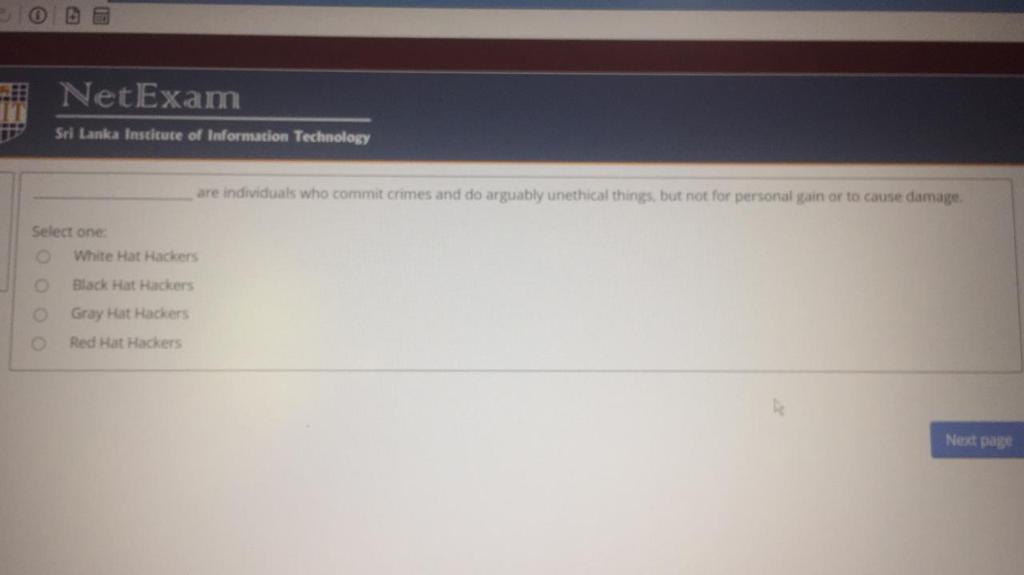 NetExam
Sri Lanka Institute of Information Technology
____________________ are individuals who commit crimes and do arguably unethical things, but not for personal gain or to cause damage.
Select one:
White Hat Hackers
Black Hat Hackers
Gray Hat Hackers
Red Hat Hackers
Next page